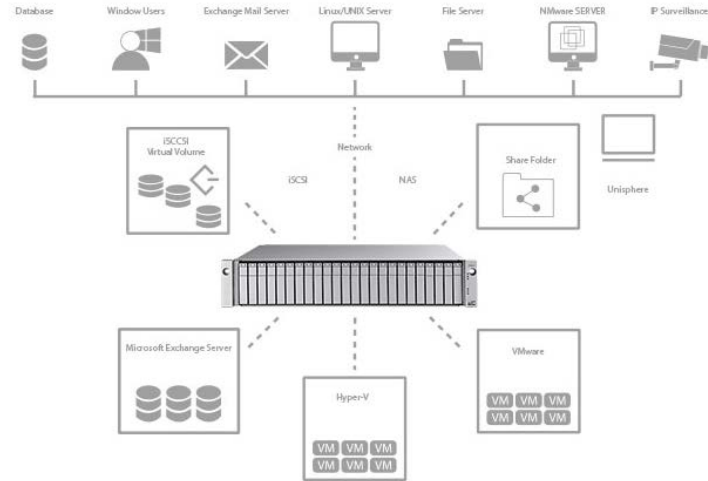 Database
Window Users
Exchange Mail Server
Linux/UNIX Server
File Server
NMware SERVER
IP Surveillance
Network
iSCCSI
Virtual Volume
iSCSI
NAS
Share Folder
Unisphere
Microsoft Exchange Server
Hyper-V
VM VM VM
VM VM VM
VMware
VM VM VM
VM VM VM